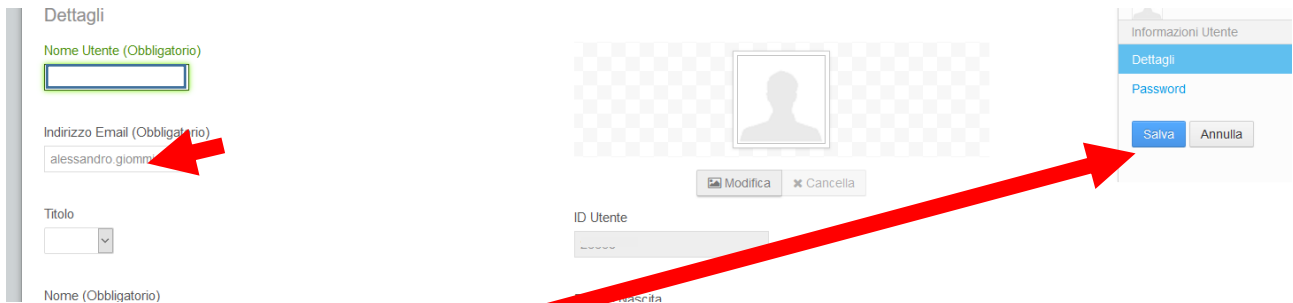 Dettagli
Nome Utente (Obbligatorio)
Indirizzo Email (Obbligatorio)
Titolo
Nome (Obbligatorio)
Modifica
Cancella
ID Utente
Nascita
Informazioni Utente
Dettagli
Password
Salva
Annulla